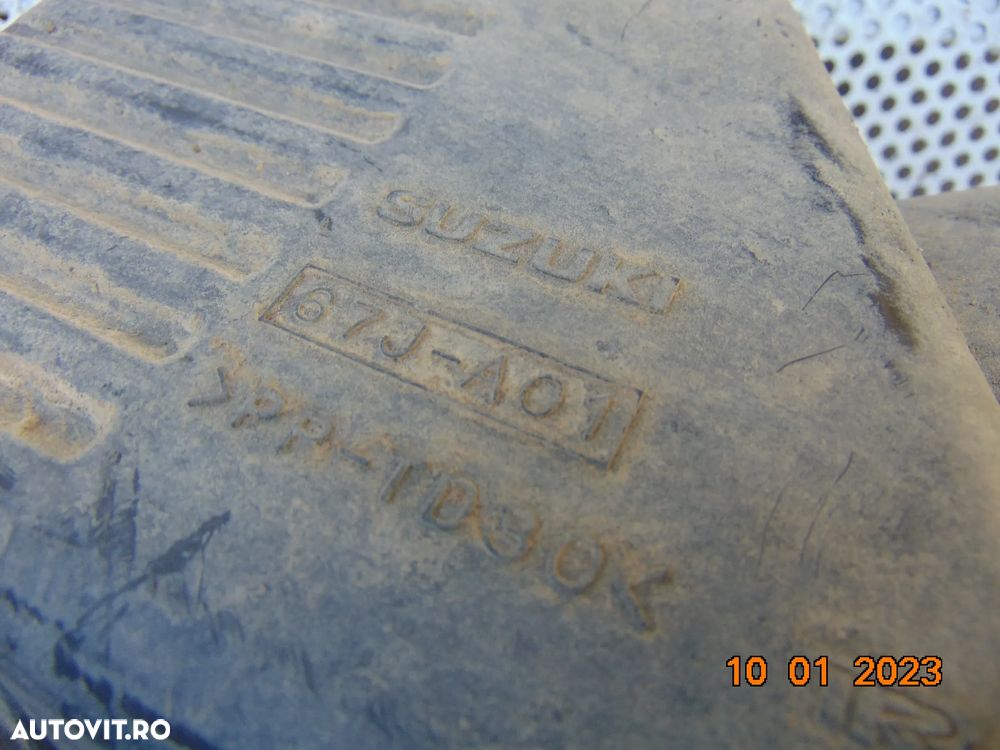 SUZUKI
67J-A01
>PP-TD30<
10 01 2023
AUTOVIT.RO